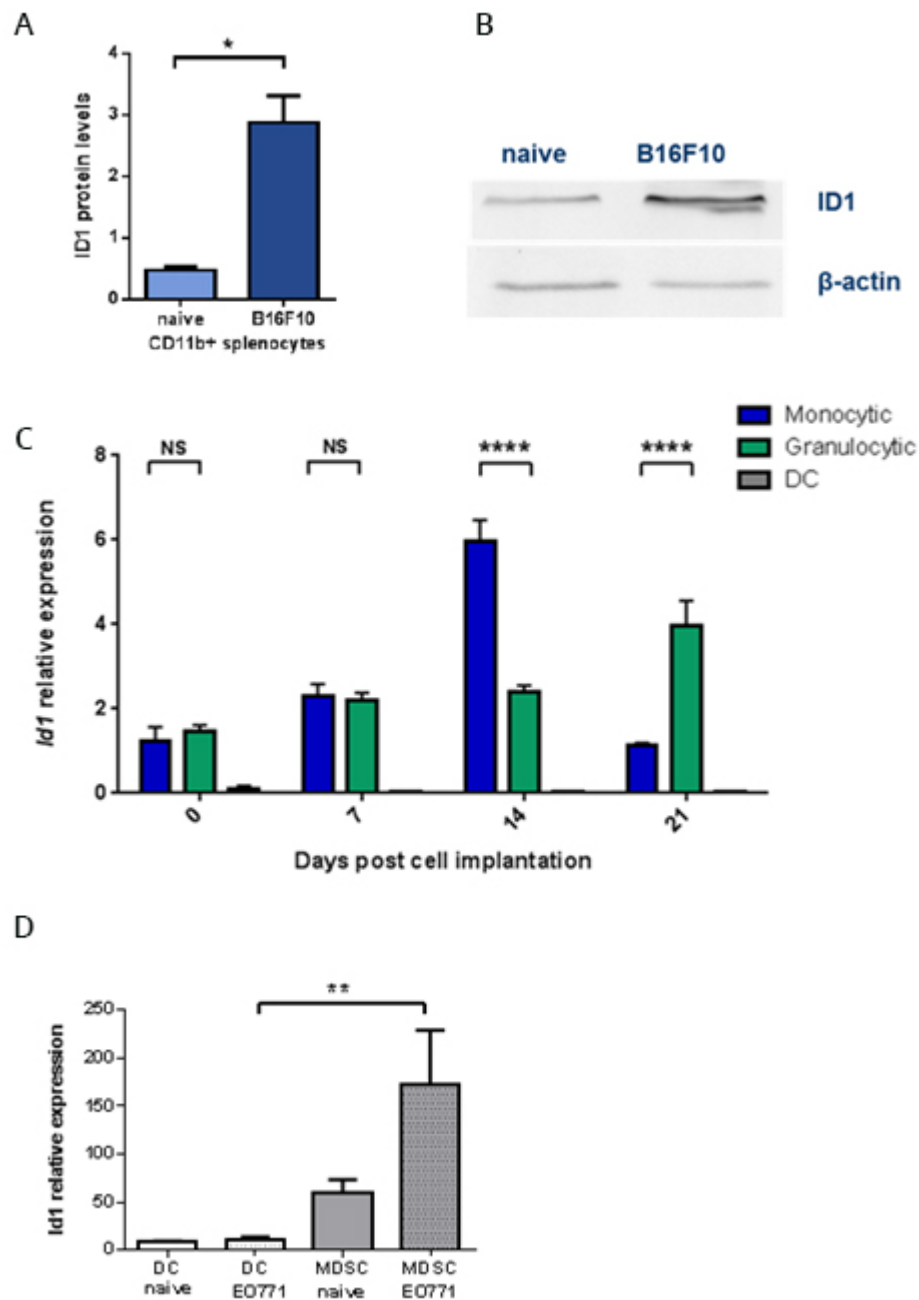 A
B
*
4
3
2
1
0
ID1 protein levels
naive B16F10
CD11b+ splenocytes
naive B16F10
ID1
β-actin
C
Monocytic
Granulocytic
DC
NS NS **** ****
8
6
4
2
0
Id1 relative expression
0 7 14 21
Days post cell implantation
D
**
250
200
150
100
50
0
Id1 relative expression
DC DC MDSC MDSC
naive EO771 naive EO771